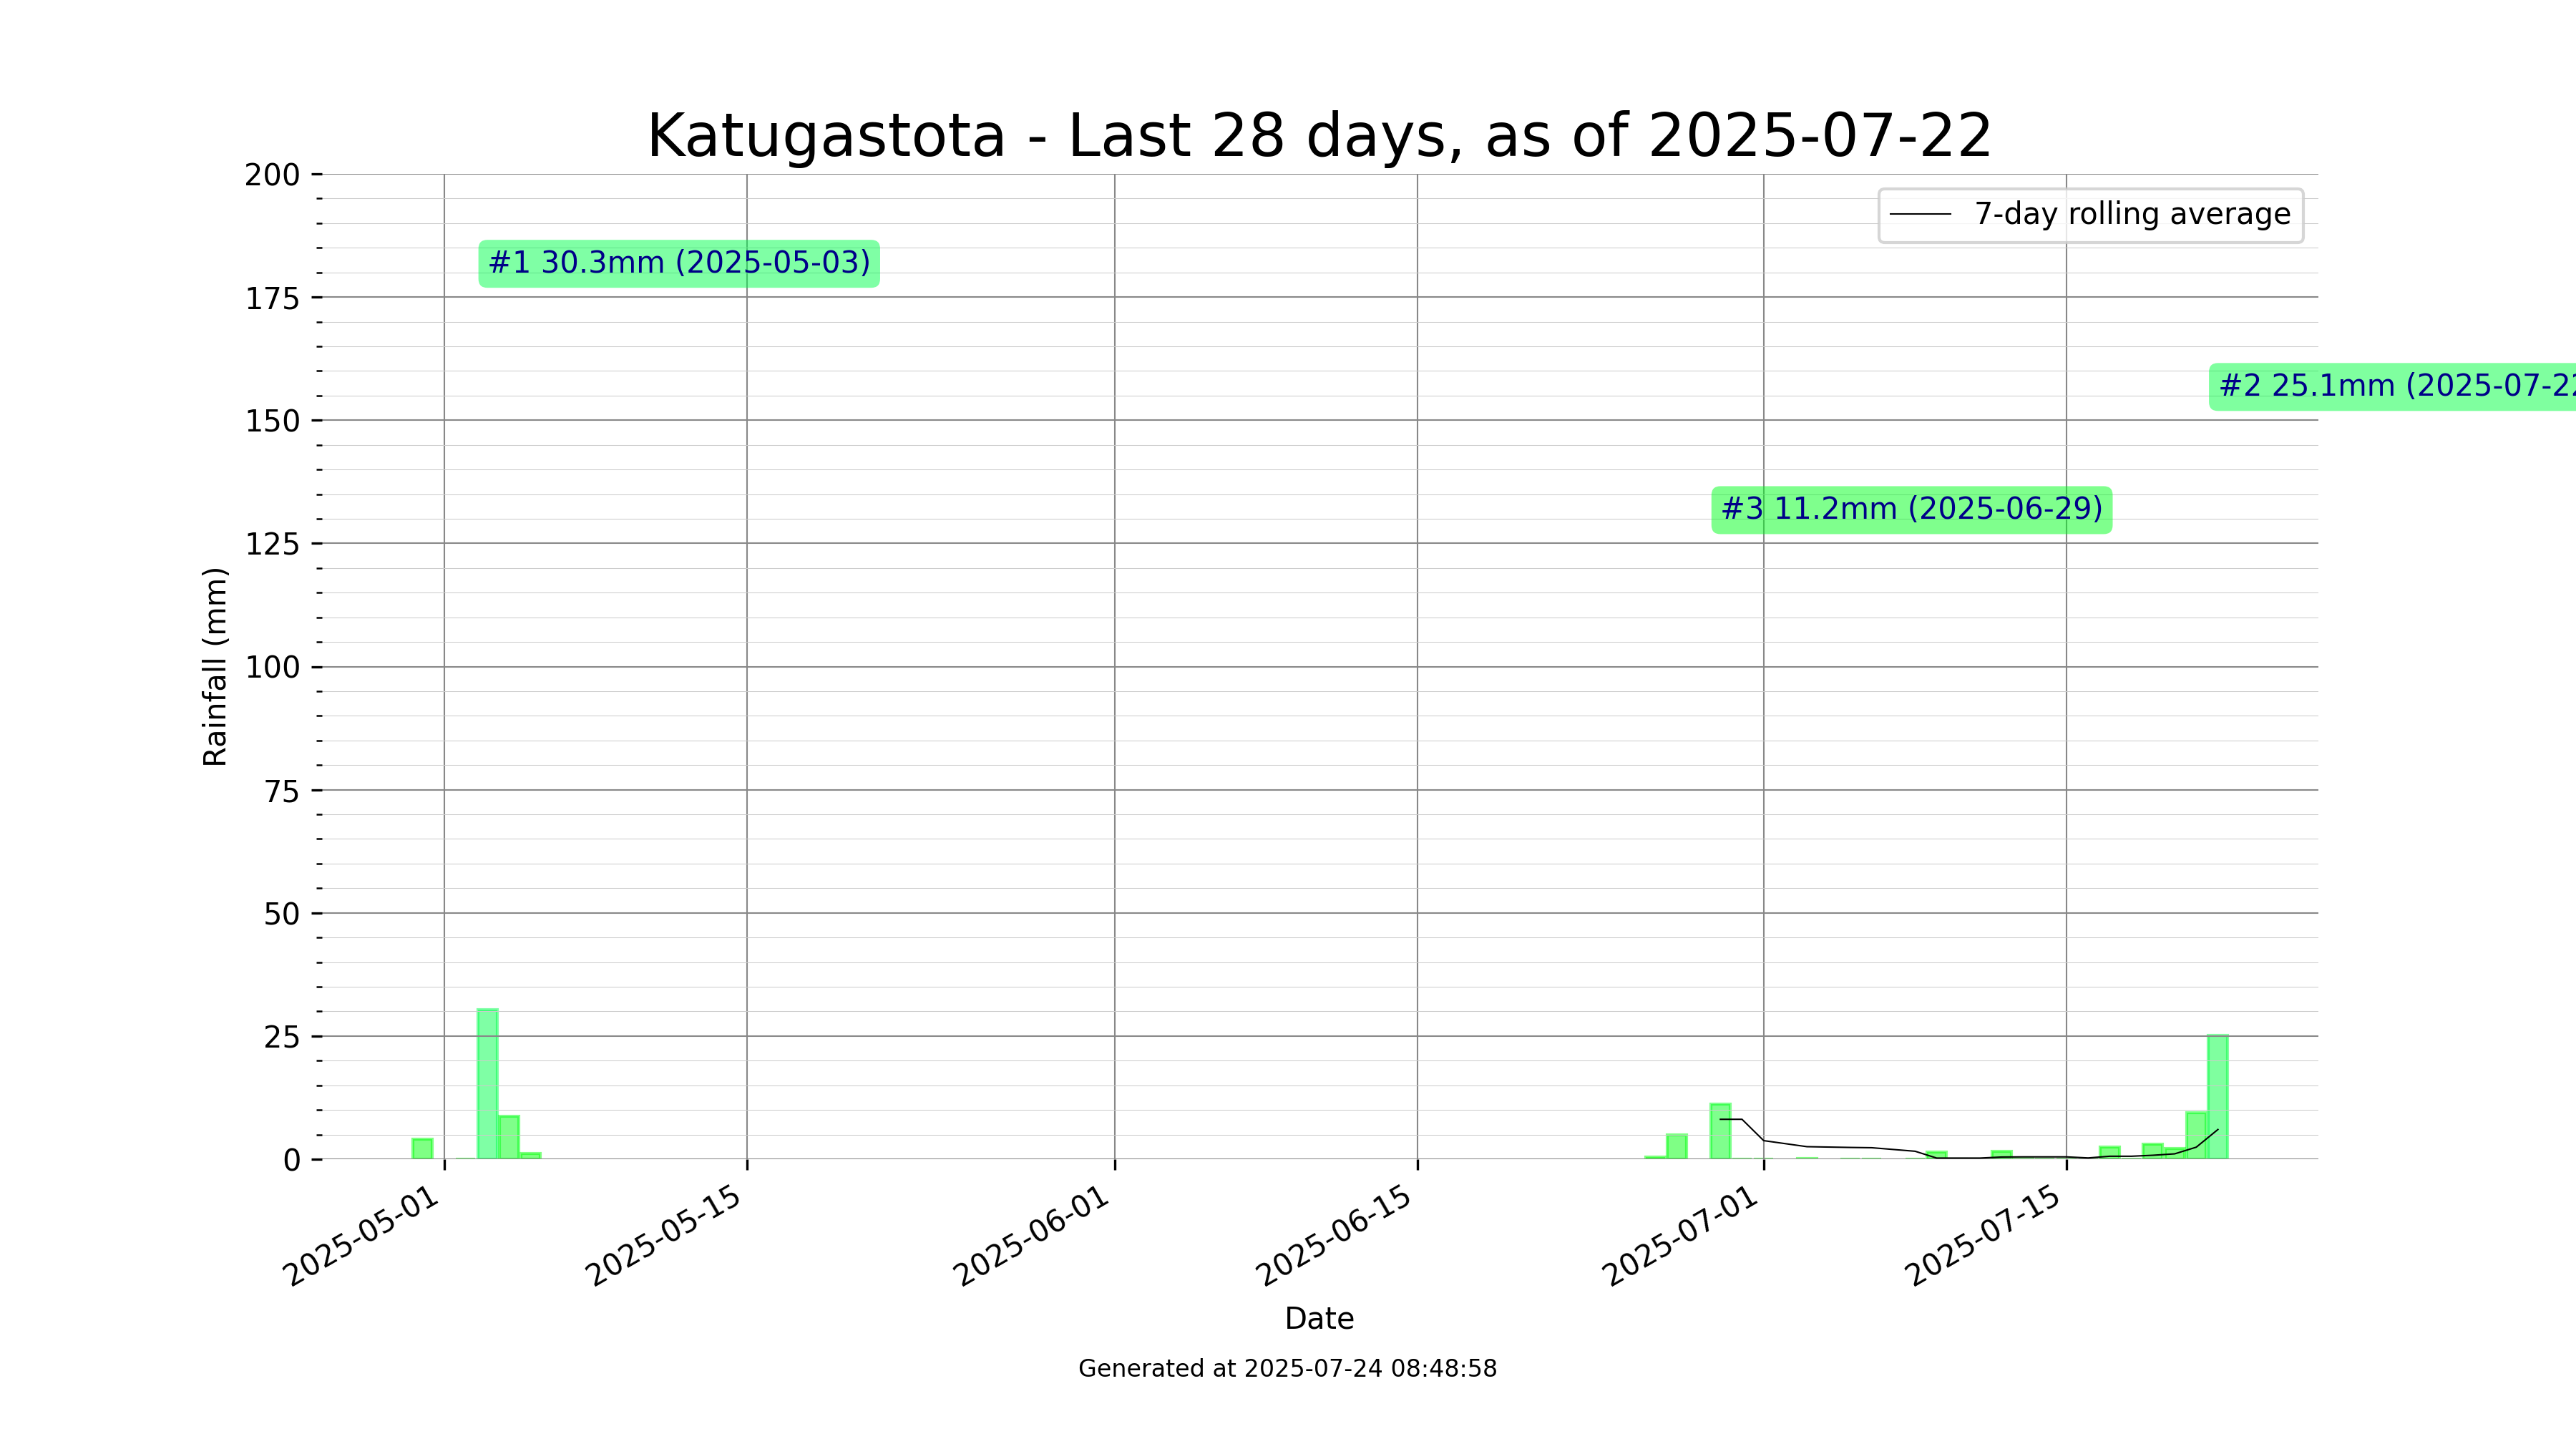 Katugastota - Last 28 days, as of 2025-07-22
200
175
150
125
100
75
50
25
0
Rainfall (mm)
7-day rolling average
#1 30.3mm (2025-05-03)
#2 25.1mm (2025-07-22
#3 11.2mm (2025-06-29)
2025-05-01
2025-05-15
2025-06-01
2025-06-15
2025-07-01
2025-07-15
Date
Generated at 2025-07-24 08:48:58